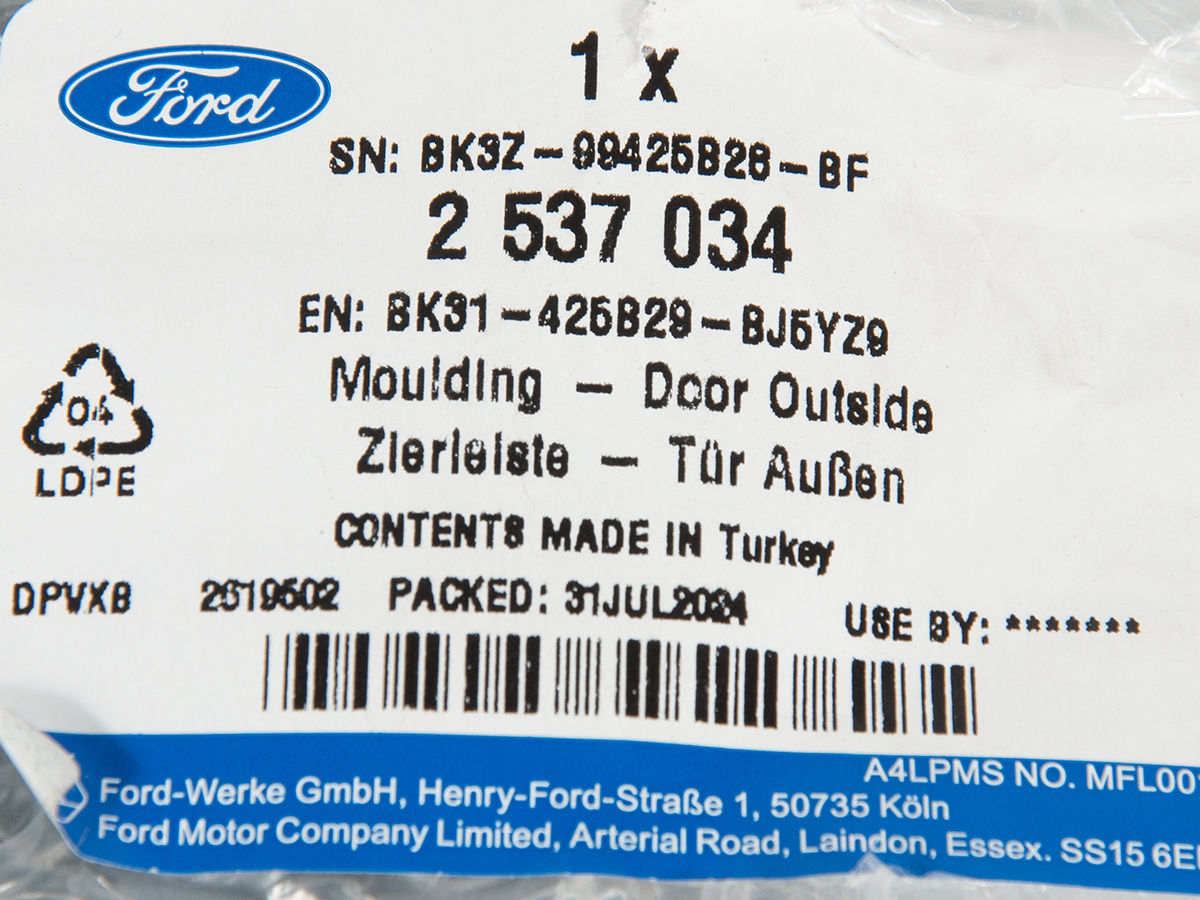 Ford
1 x
SN: BK3Z-99425B28-BF
2 537 034
EN: BK31-425B29-BJ5YZ9
Moulding - Door Outside
Zierleiste - Tür Außen
04
LDPE
CONTENTS MADE IN Turkey
DPVXB 2619502 PACKED: 31JUL2024 USE BY: *******
A4LPMS NO. MFL001
Ford-Werke GmbH, Henry-Ford-Straße 1, 50735 Köln
Ford Motor Company Limited, Arterial Road, Laindon, Essex. SS15 6E